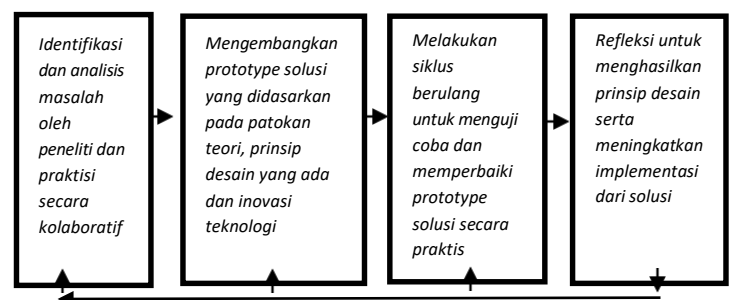 Identifikasi
dan analisis
masalah
oleh
peneliti dan
praktisi
secara
kolaboratif
Mengembangkan
prototype solusi
yang didasarkan
pada patokan
teori, prinsip
desain yang ada
dan inovasi
teknologi
Melakukan
siklus
berulang
untuk menguji
coba dan
memperbaiki
prototype
solusi secara
praktis
Refleksi untuk
menghasilkan
prinsip desain
serta
meningkatkan
implementasi
dari solusi